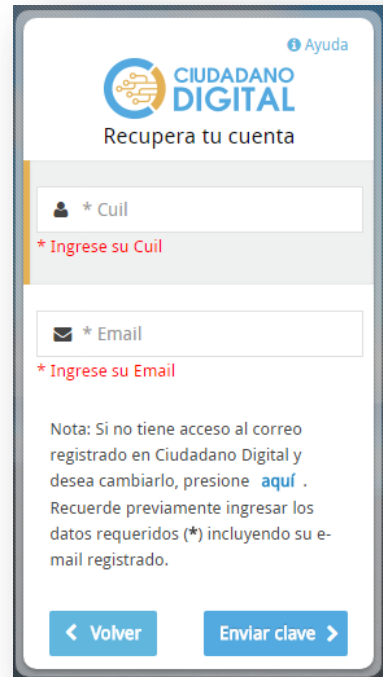 Ayuda
CIUDADANO
DIGITAL
Recupera tu cuenta
* Cuil
* Ingrese su Cuil
* Email
* Ingrese su Email
Nota: Si no tiene acceso al correo
registrado en Ciudadano Digital y
desea cambiarlo, presione aquí .
Recuerde previamente ingresar los
datos requeridos (*) incluyendo su e-
mail registrado.
Volver
Enviar clave